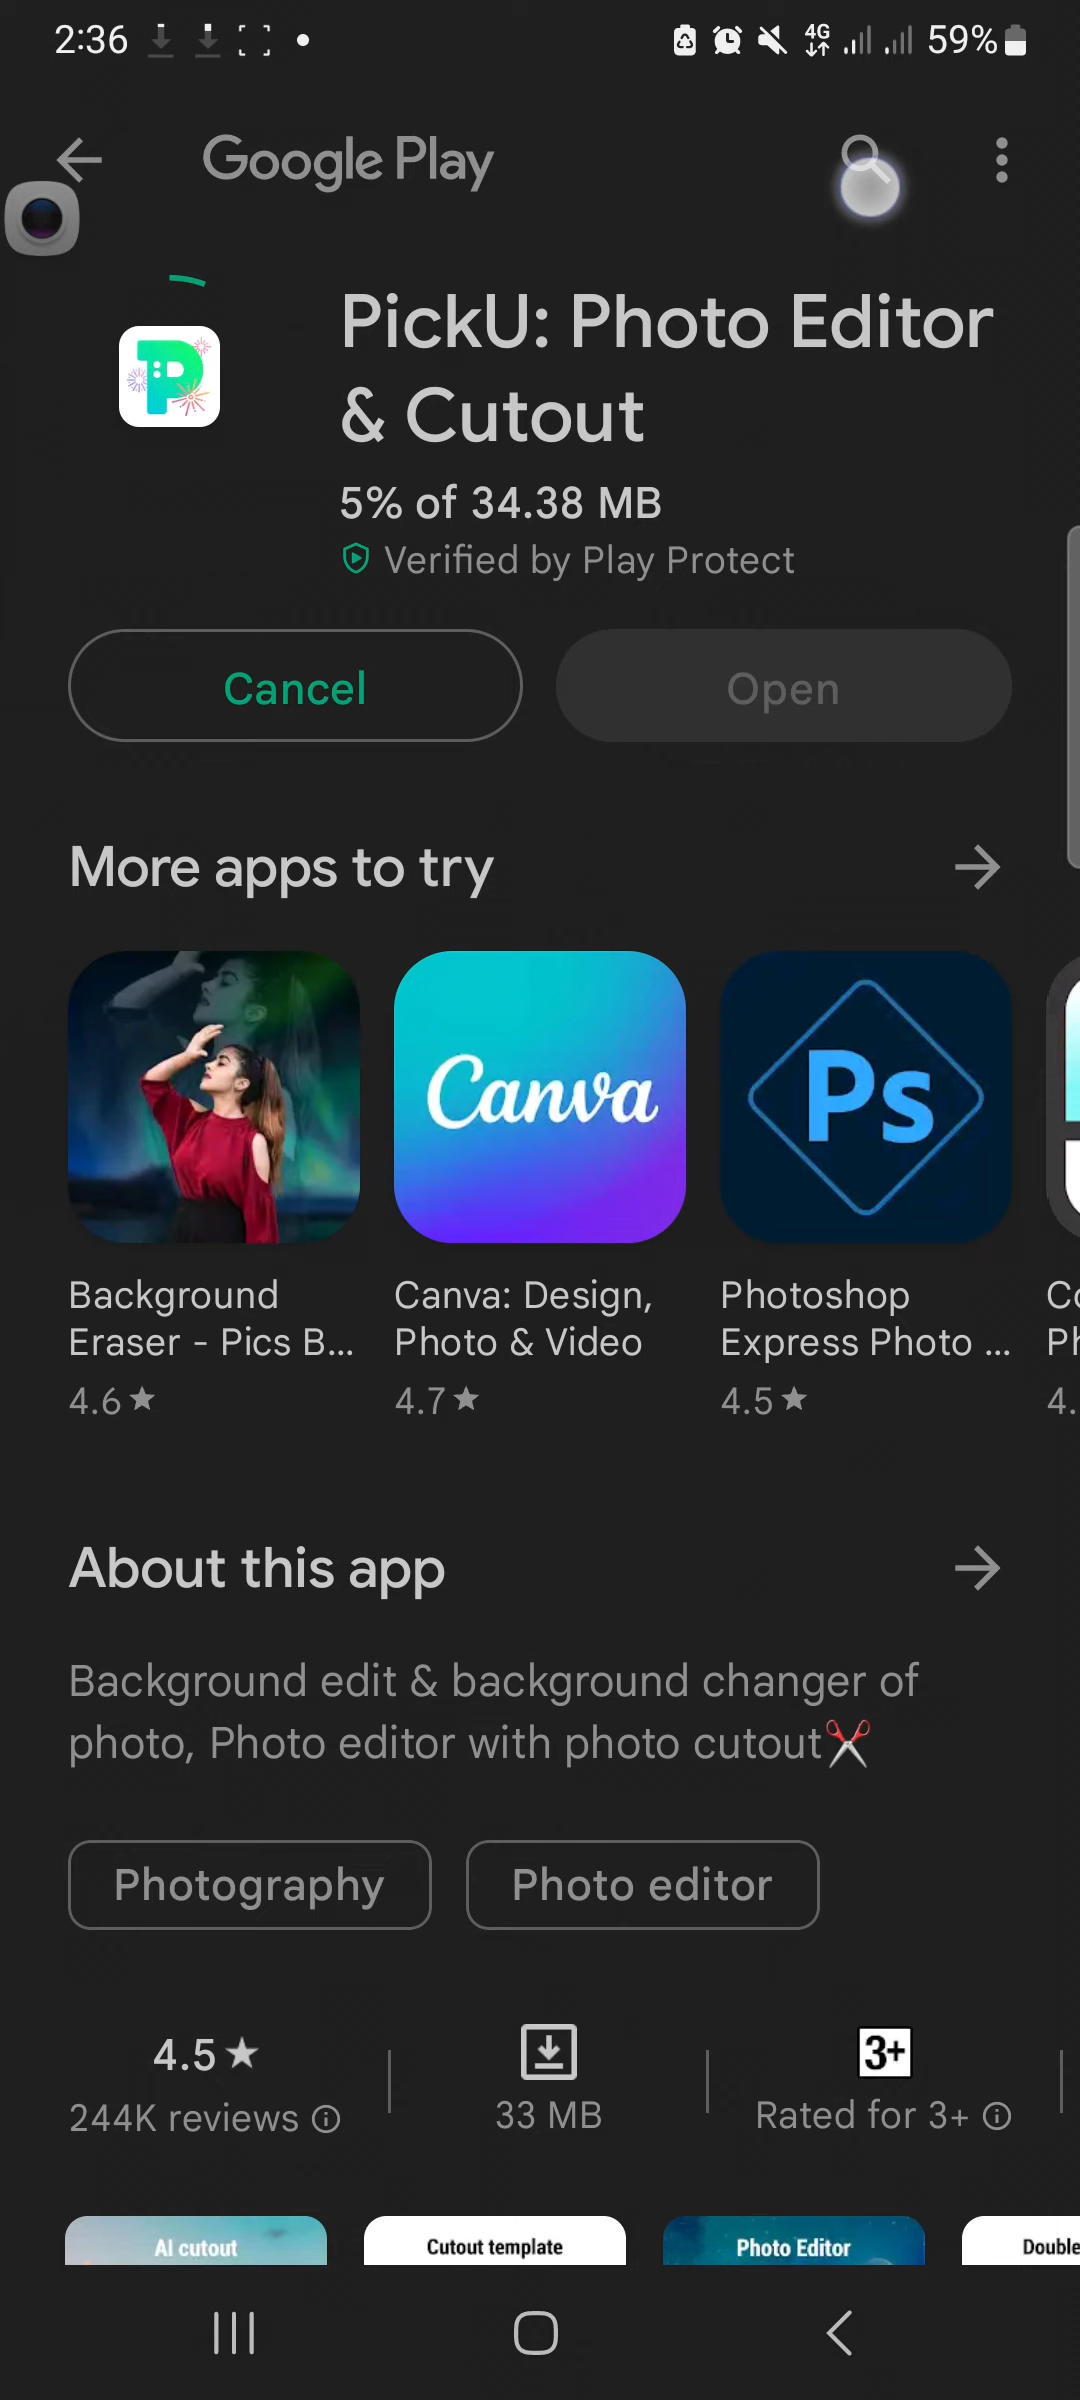 2:36
4G
59%
Google Play
PickU: Photo Editor
& Cutout
5% of 34.38 MB
Verified by Play Protect
Cancel
Open
More apps to try
Canva
Ps
Background
Eraser - Pics B...
4.6★
Canva: Design,
Photo & Video
4.7★
Photoshop
Express Photo ...
4.5★
4.
About this app
Background edit & background changer of
photo, Photo editor with photo cutout✂️
Photography
Photo editor
4.5★
244K reviews
33 MB
3+
Rated for 3+
AI cutout
Cutout template
Photo Editor
Double